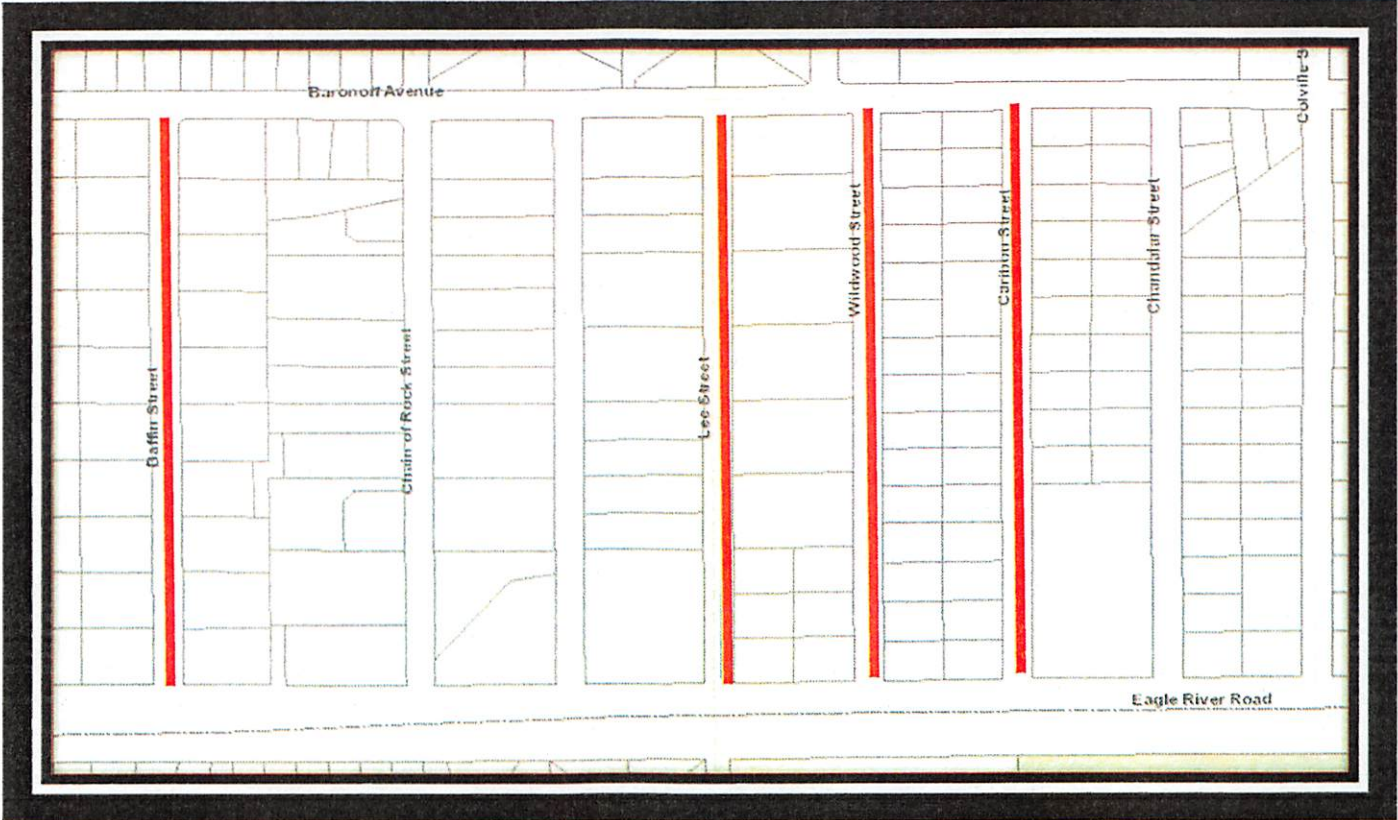 Baronoff Avenue
Colville S
Baffin Street
Chain of Rock Street
Lee Street
Wildwood Street
Caribou Street
Chandalar Street
Eagle River Road